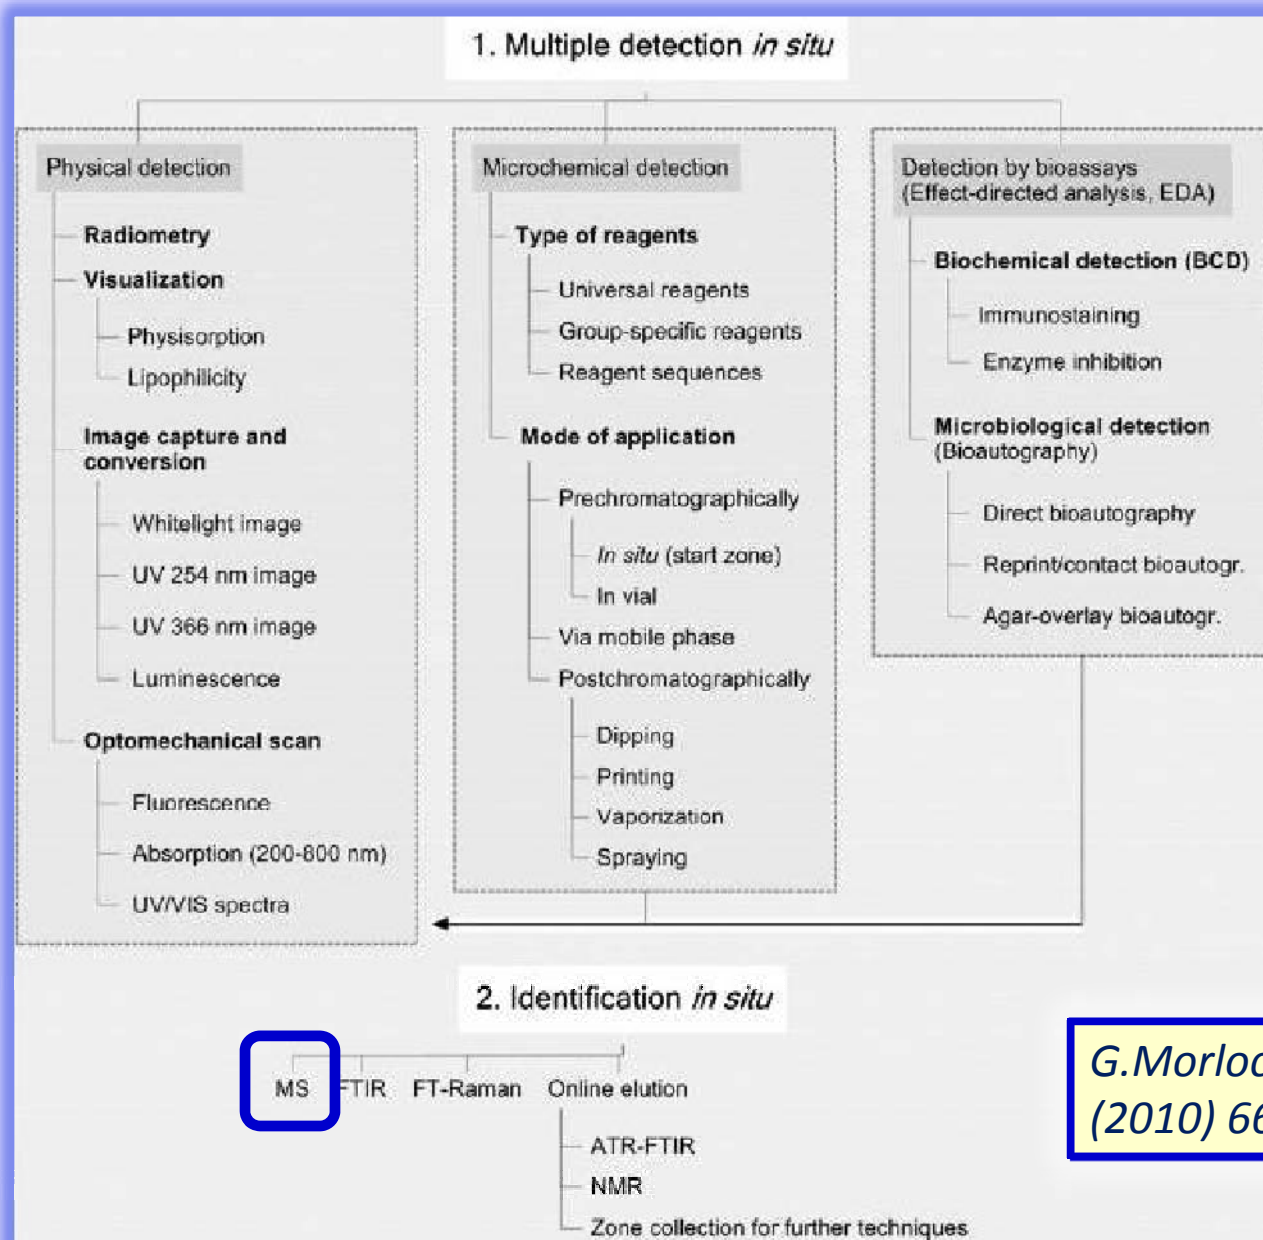 1. Multiple detection in situ
Physical detection
Radiometry
Visualization
Physisorption
Lipophilicity
Image capture and
conversion
Whitelight image
UV 254 nm image
UV 366 nm image
Luminescence
Optomechanical scan
Fluorescence
Absorption (200-800 nm)
UV/VIS spectra
Microchemical detection
Type of reagents
Universal reagents
Group-specific reagents
Reagent sequences
Mode of application
Prechromatographically
In situ (start zone)
In vial
Via mobile phase
Postchromatographically
Dipping
Printing
Vaporization
Spraying
Detection by bioassays
(Effect-directed analysis, EDA)
Biochemical detection (BCD)
Immunostaining
Enzyme inhibition
Microbiological detection
(Bioautography)
Direct bioautography
Reprint/contact bioautogr.
Agar-overlay bioautogr.
2. Identification in situ
MS FTIR FT-Raman Online elution
ATR-FTIR
NMR
Zone collection for further techniques
G.Morloc
(2010) 66